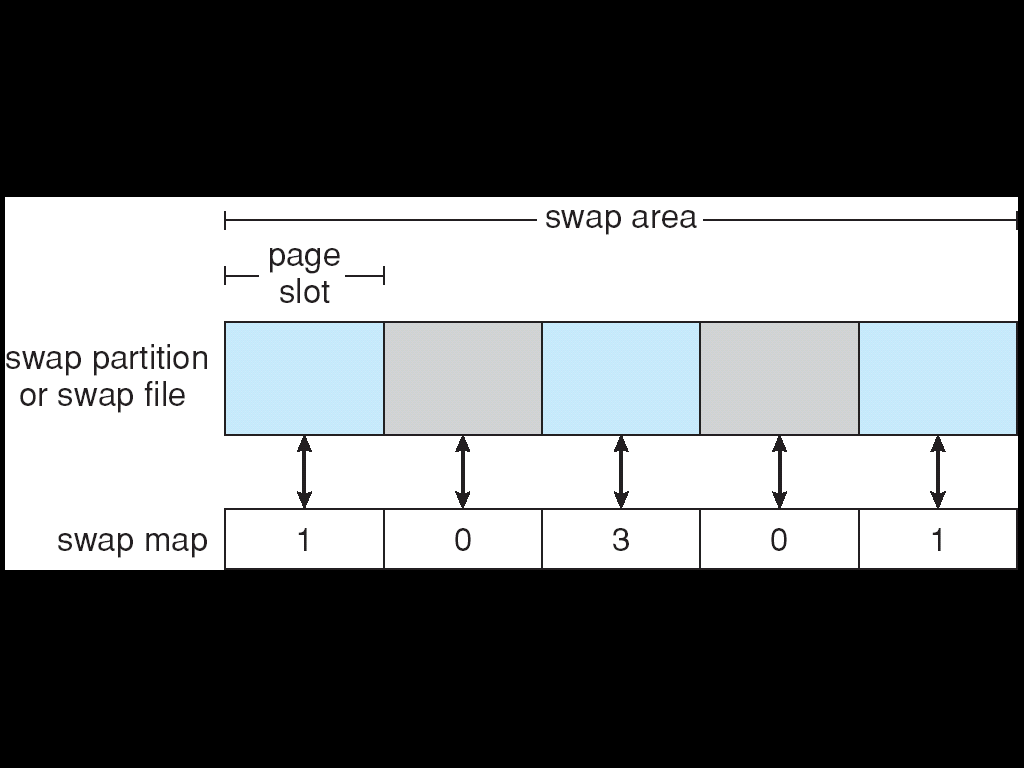 swap area
page
slot
swap partition
or swap file
swap map
1 0 3 0 1